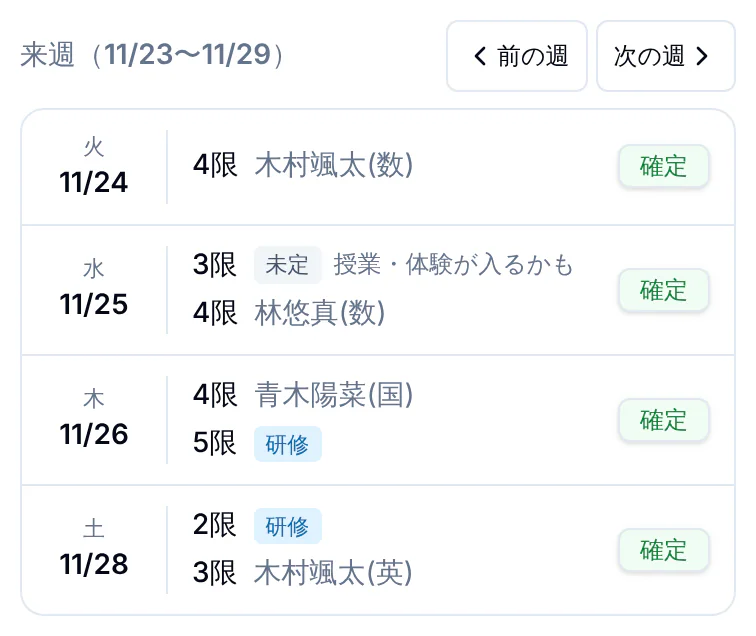 来週（11/23〜11/29）
前の週
次の週
火
11/24
4限 木村颯太(数)
確定
水
11/25
3限 未定 授業・体験が入るかも
4限 林悠真(数)
確定
木
11/26
4限 青木陽菜(国)
5限 研修
確定
土
11/28
2限 研修
3限 木村颯太(英)
確定